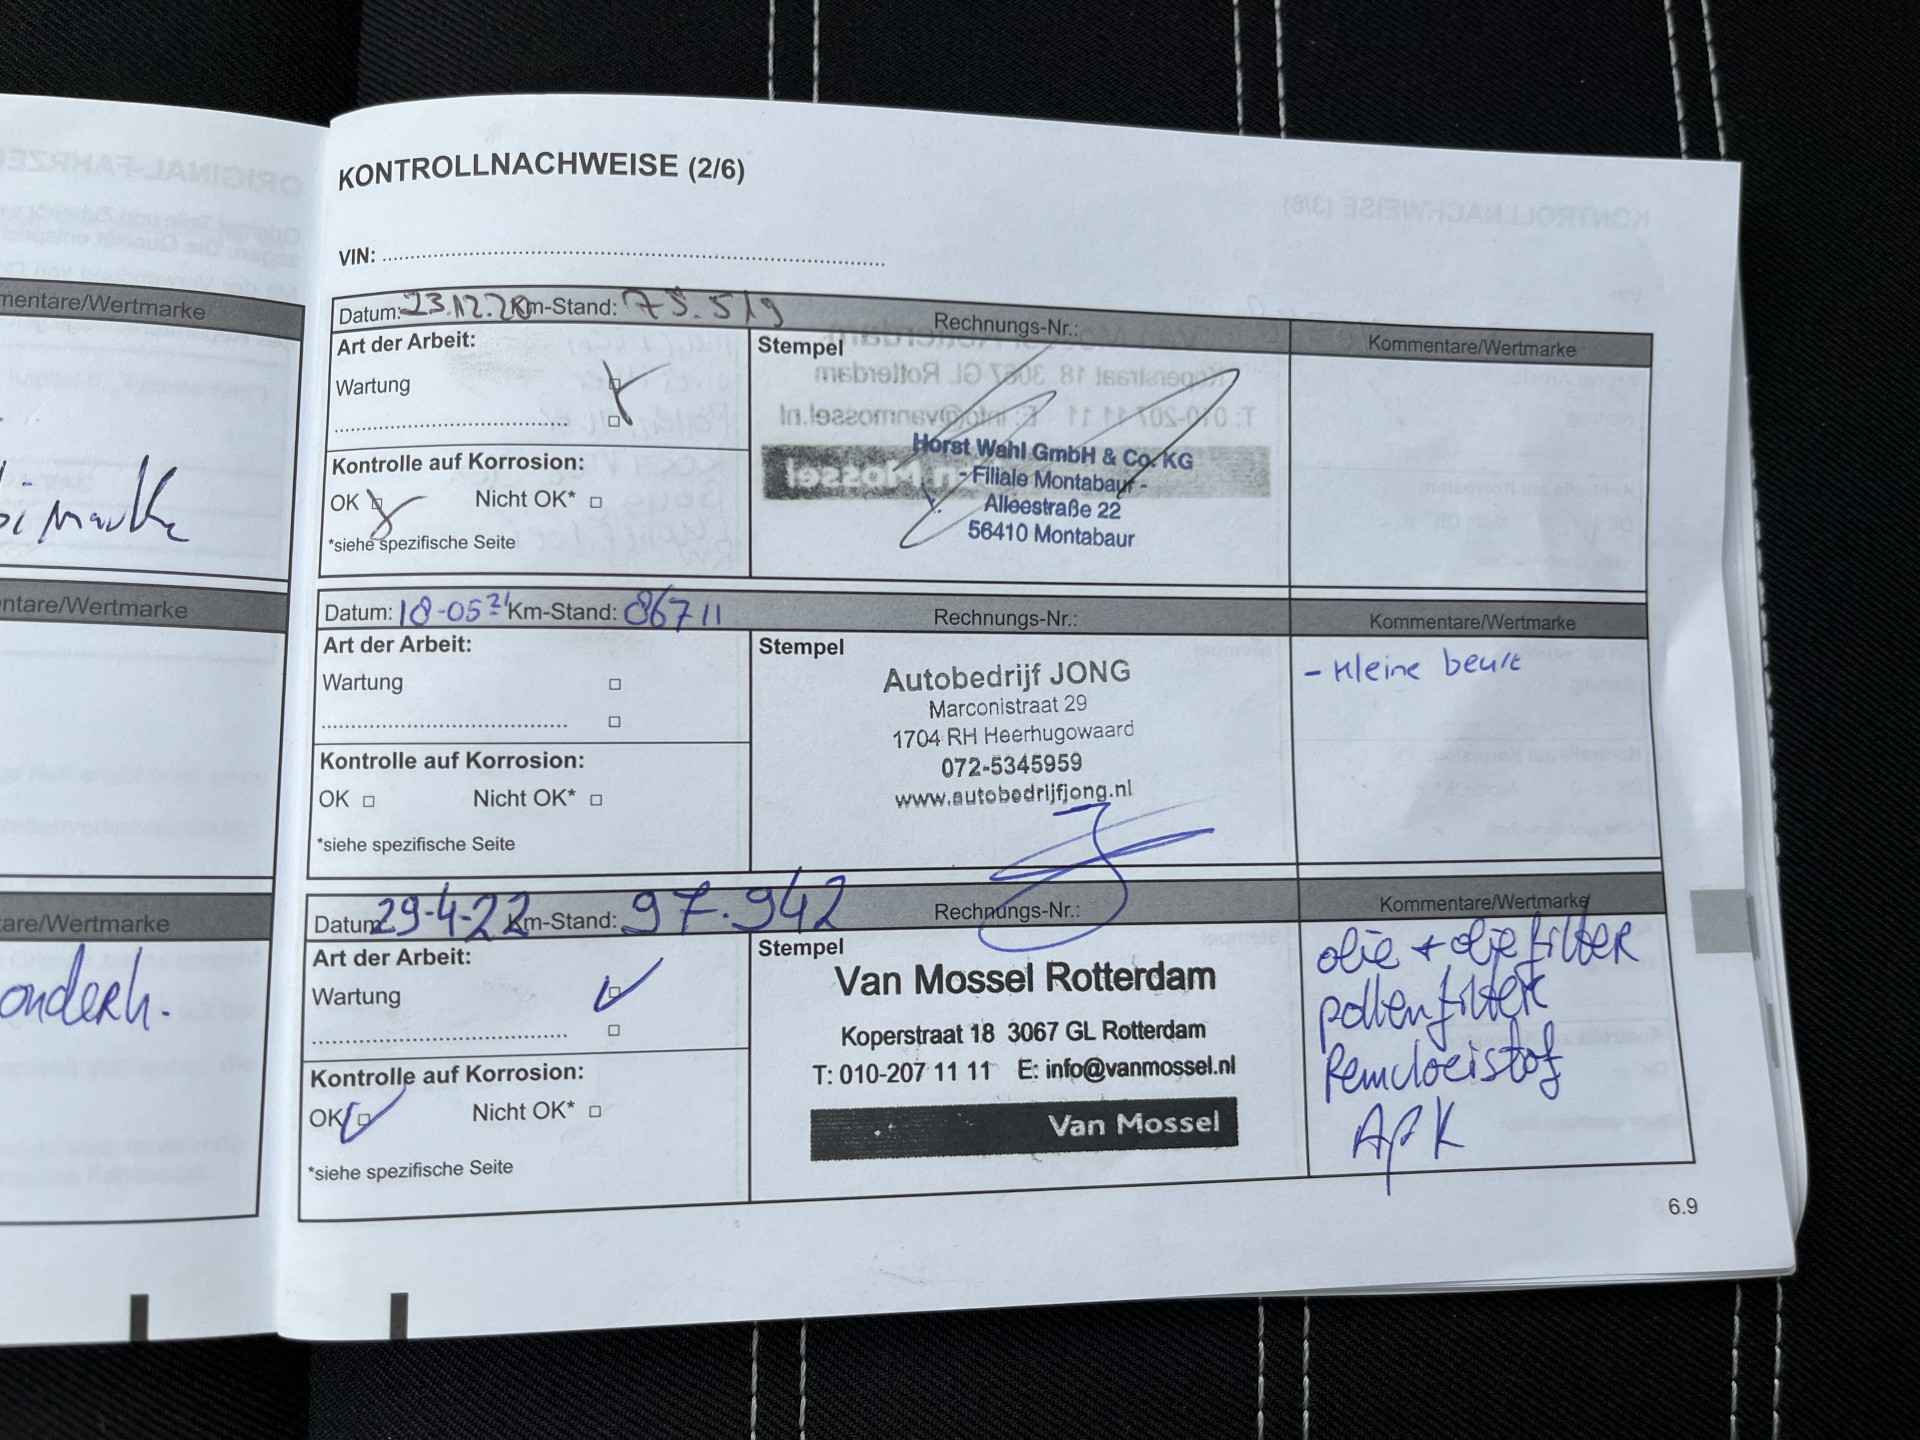 KONTROLLNACHWEISE (2/6)
VIN:
mentare/Wertmarke
Datum: 23.12.20 Km-Stand: 75.519 Rechnungs-Nr.: Kommentare/Wertmarke
Art der Arbeit:
Wartung
Kontrolle auf Korrosion:
OK Nicht OK*
*siehe spezifische Seite
Stempel
Horst Wahl GmbH & Co. KG
- Filiale Montabaur -
Alleestraße 22
56410 Montabaur
entare/Wertmarke
Datum: 18-05-21 Km-Stand: 86711 Rechnungs-Nr.: Kommentare/Wertmarke
Art der Arbeit:
Wartung
Kontrolle auf Korrosion:
OK Nicht OK*
*siehe spezifische Seite
Stempel
Autobedrijf JONG
Marconistraat 29
1704 RH Heerhugowaard
072-5345959
www.autobedrijfjong.nl
- Kleine beurt
tare/Wertmarke
onderh.
Datum: 29-4-22 Km-Stand: 97.942 Rechnungs-Nr.: Kommentare/Wertmarke
Art der Arbeit:
Wartung
Kontrolle auf Korrosion:
OK Nicht OK*
*siehe spezifische Seite
Stempel
Van Mossel Rotterdam
Koperstraat 18 3067 GL Rotterdam
T: 010-207 11 11 E: info@vanmossel.nl
Van Mossel
olie + oliefilter
pollenfilter
Remvloeistof
APK
6.9